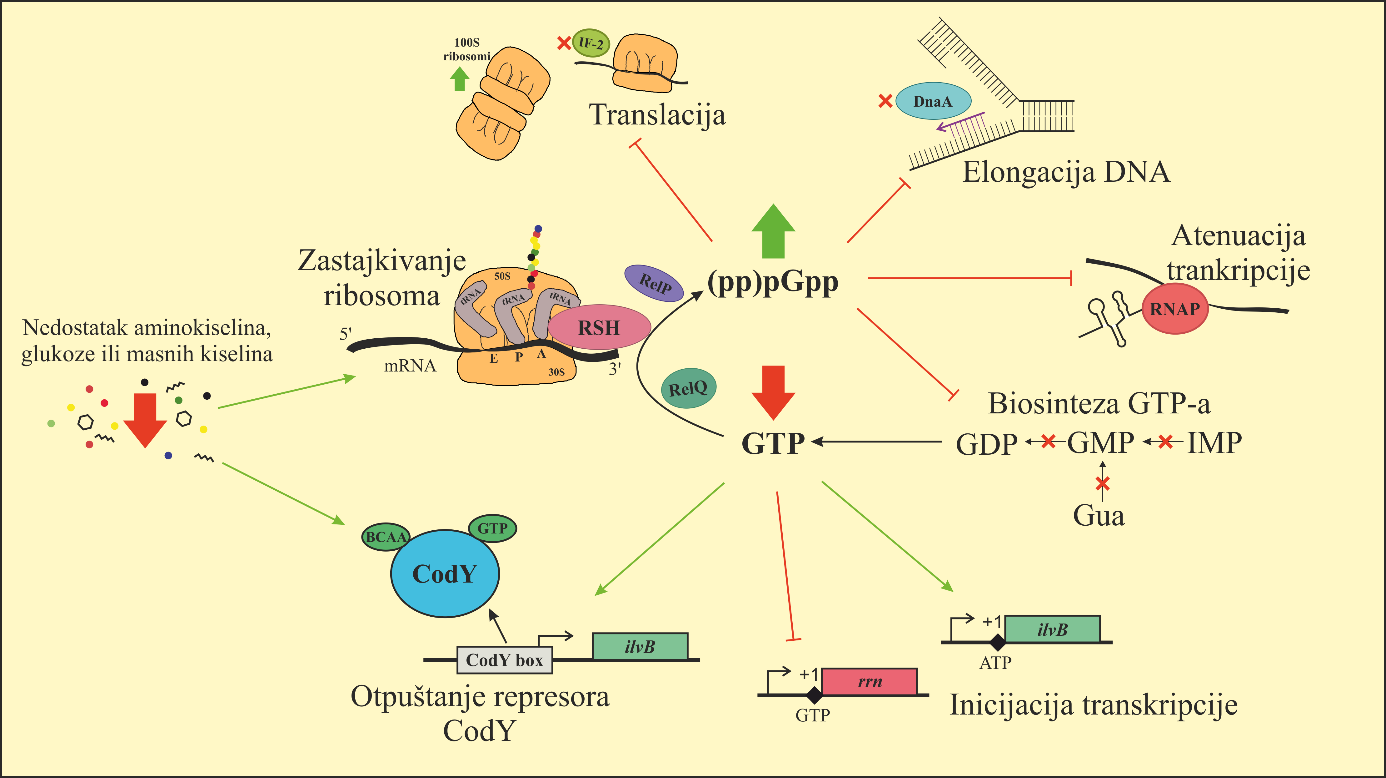 100S
ribosomi
IF-2
Translacija
DnaA
Elongacija DNA
Zastajkivanje
ribosoma
50S
tRNA
tRNA
tRNA
E
P
A
30S
5'
mRNA
3'
RSH
RelP
RelQ
(pp)pGpp
GTP
Atenuacija
trankripcije
RNAP
Nedostatak aminokiselina,
glukoze ili masnih kiselina
Biosinteza GTP-a
GDP
GMP
IMP
Gua
BCAA
GTP
CodY
CodY box
ilvB
Otpuštanje represora
CodY
+1
rrn
GTP
+1
ilvB
ATP
Inicijacija transkripcije